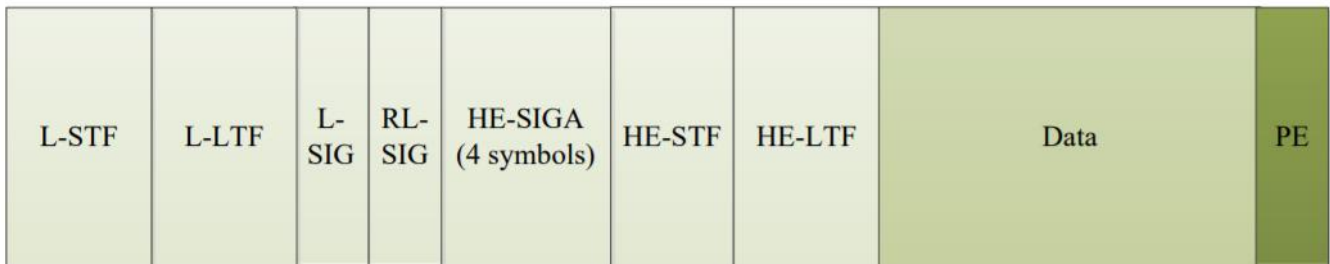 L-STF
L-LTF
L-
SIG
RL-
SIG
HE-SIGA
(4 symbols)
HE-STF
HE-LTF
Data
PE